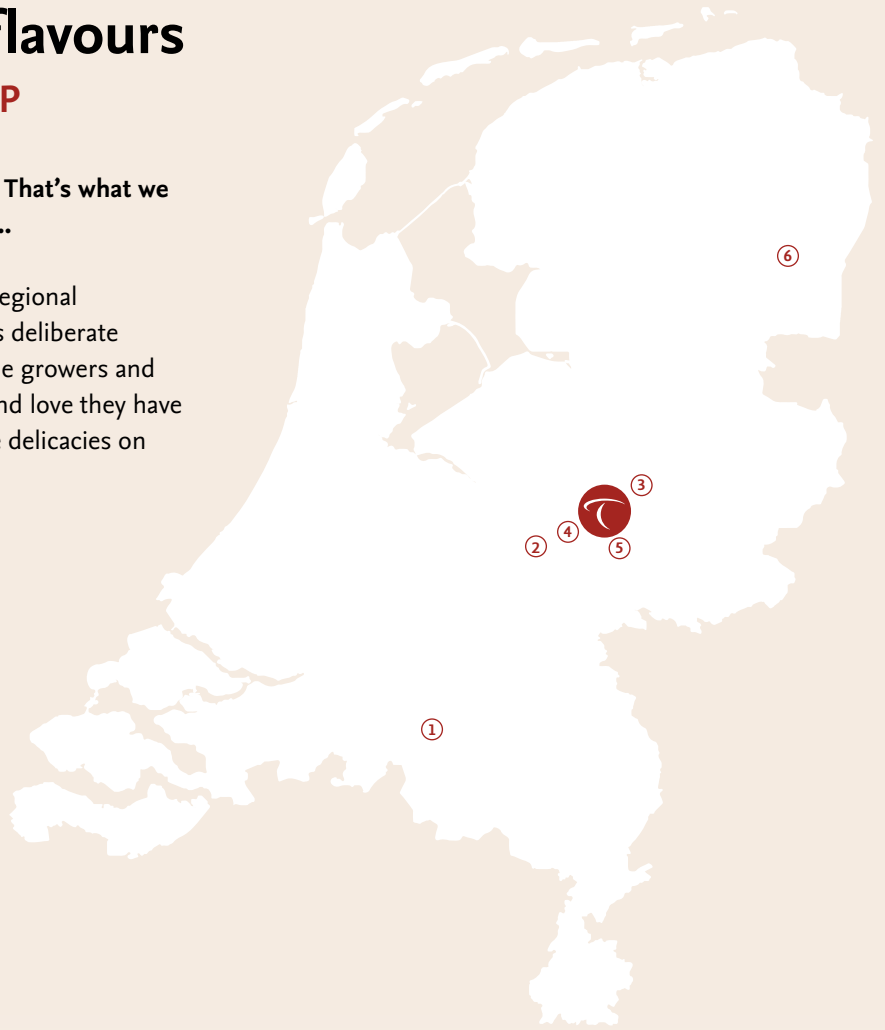 flavours
P
That’s what we
..
egional
s deliberate
e growers and
nd love they have
e delicacies on
6
3
4
2
5
1